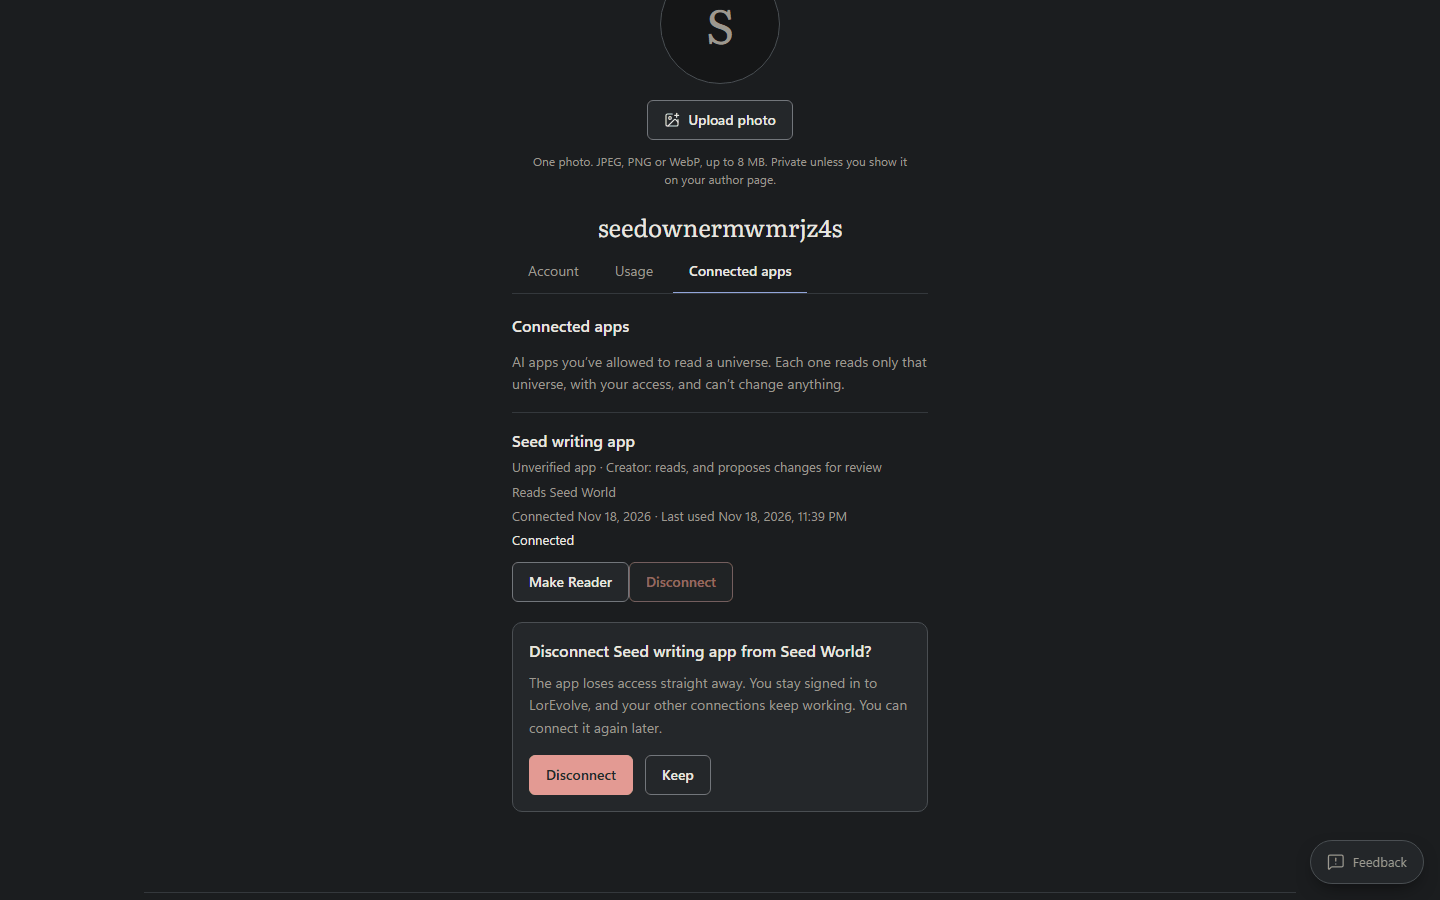 S
Upload photo
One photo. JPEG, PNG or WebP, up to 8 MB. Private unless you show it
on your author page.
seedownermwmrjz4s
Account
Usage
Connected apps
Connected apps
AI apps you've allowed to read a universe. Each one reads only that
universe, with your access, and can't change anything.
Seed writing app
Unverified app · Creator: reads, and proposes changes for review
Reads Seed World
Connected Nov 18, 2026 · Last used Nov 18, 2026, 11:39 PM
Connected
Make Reader
Disconnect
Disconnect Seed writing app from Seed World?
The app loses access straight away. You stay signed in to
LorEvolve, and your other connections keep working. You can
connect it again later.
Disconnect
Keep
Feedback